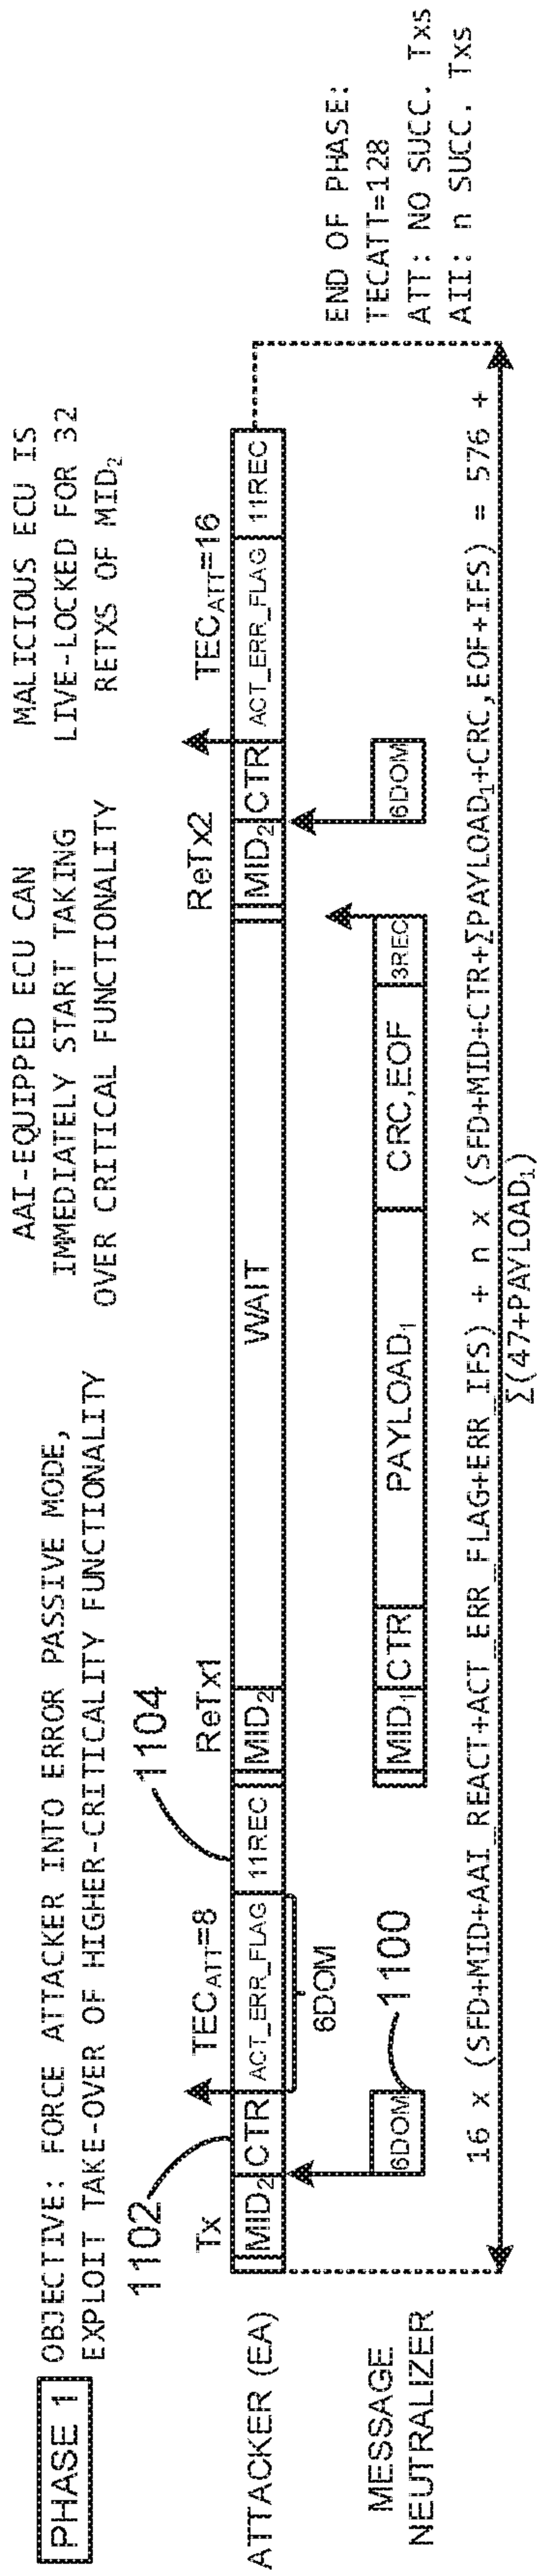 PHASE 1
OBJECTIVE: FORCE ATTACKER INTO ERROR PASSIVE MODE,
EXPLOIT TAKE-OVER OF HIGHER-CRITICALITY FUNCTIONALITY
AAI-EQUIPPED ECU CAN
IMMEDIATELY START TAKING
OVER CRITICAL FUNCTIONALITY
MALICIOUS ECU IS
LIVE-LOCKED FOR 32
RETXS OF MID₂
1102
1104
Tx
TEC_ATT=8
ReTx1
ReTx2
TEC_ATT=16
ATTACKER (EA)
MID₂ CTR ACT_ERR_FLAG 11REC MID₂ WAIT MID₂ CTR ACT_ERR_FLAG 11REC
6DOM
1100
MESSAGE
NEUTRALIZER
6DOM MID₁ CTR PAYLOAD₁ CRC,EOF 3REC 6DOM
END OF PHASE:
TECATT=128
ATT: NO SUCC. Txs
AII: n SUCC. Txs
16 x (SFD+MID+AAI_REACT+ACT_ERR_FLAG+ERR_IFS) + n x (SFD+MID+CTR+∑PAYLOAD₁+CRC,EOF+IFS) = 576 +
∑(47+PAYLOAD₁)